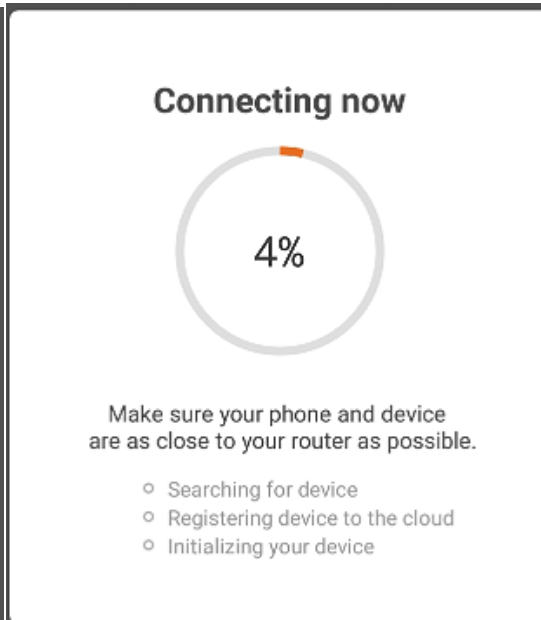 Connecting now
4%
Make sure your phone and device
are as close to your router as possible.
Searching for device
Registering device to the cloud
Initializing your device